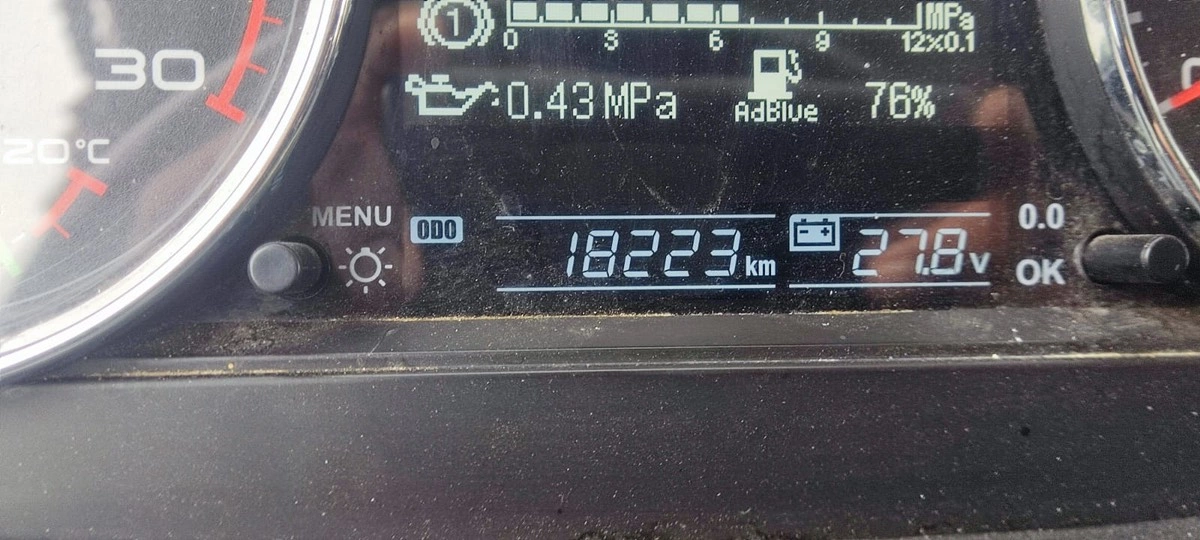 1 MPa
0 3 6 9 12×0.1
30
0.43 MPa AdBlue 76%
20°C
MENU ODO 18223 km 27.8 v 0.0
OK